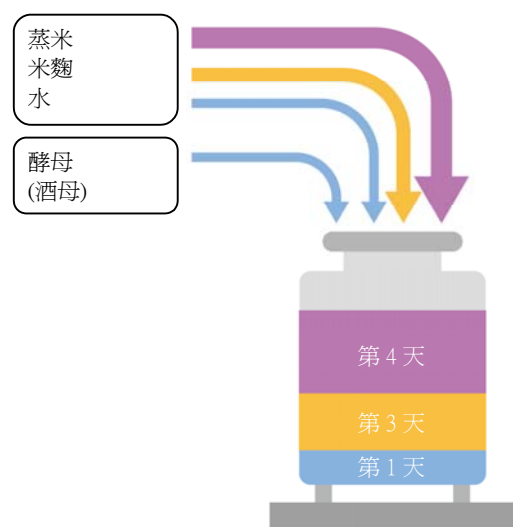 蒸米
米麴
水
酵母
(酒母)
第 4 天
第 3 天
第 1 天